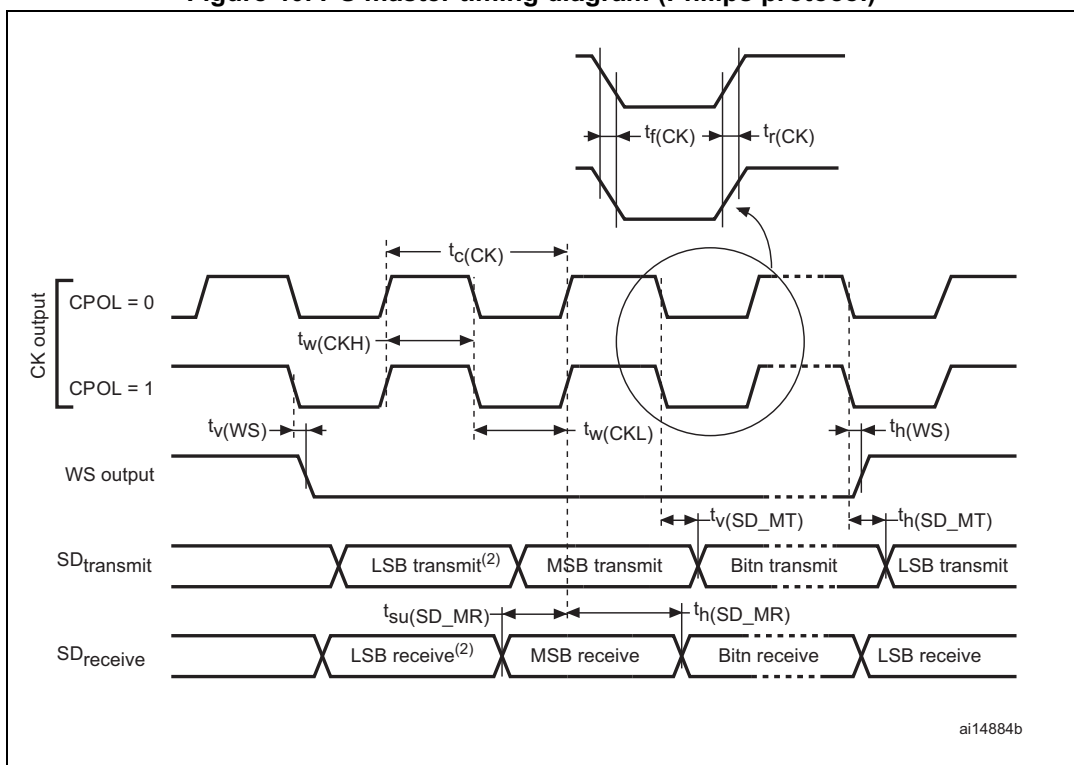 Figure
master timing diagram (Philips protocol)
tf(CK)
tr(CK)
tc(CK)
CK output
CPOL = 0
tw(CKH)
CPOL = 1
tv(WS)
tw(CKL)
th(WS)
WS output
tv(SD_MT)
th(SD_MT)
SDtransmit
LSB transmit(2)
MSB transmit
Bitn transmit
LSB transmit
tsu(SD_MR)
th(SD_MR)
SDreceive
LSB receive(2)
MSB receive
Bitn receive
LSB receive
ai14884b